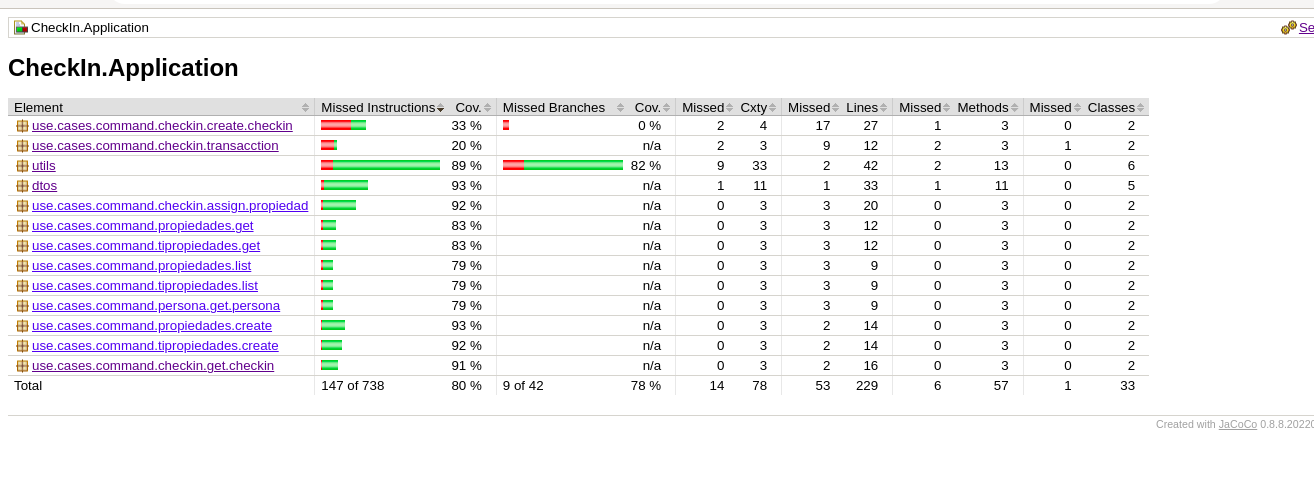 CheckIn.Application Se
CheckIn.Application
Element Missed Instructions Cov. Missed Branches Cov. Missed Cxty Missed Lines Missed Methods Missed Classes
use.cases.command.checkin.create.checkin 33 % 0 % 2 4 17 27 1 3 0 2
use.cases.command.checkin.transacction 20 % n/a 2 3 9 12 2 3 1 2
utils 89 % 82 % 9 33 2 42 2 13 0 6
dtos 93 % n/a 1 11 1 33 1 11 0 5
use.cases.command.checkin.assign.propiedad 92 % n/a 0 3 3 20 0 3 0 2
use.cases.command.propiedades.get 83 % n/a 0 3 3 12 0 3 0 2
use.cases.command.tipropiedades.get 83 % n/a 0 3 3 12 0 3 0 2
use.cases.command.propiedades.list 79 % n/a 0 3 3 9 0 3 0 2
use.cases.command.tipropiedades.list 79 % n/a 0 3 3 9 0 3 0 2
use.cases.command.persona.get.persona 79 % n/a 0 3 3 9 0 3 0 2
use.cases.command.propiedades.create 93 % n/a 0 3 2 14 0 3 0 2
use.cases.command.tipropiedades.create 92 % n/a 0 3 2 14 0 3 0 2
use.cases.command.checkin.get.checkin 91 % n/a 0 3 2 16 0 3 0 2
Total 147 of 738 80 % 9 of 42 78 % 14 78 53 229 6 57 1 33
Created with JaCoCo 0.8.8.20220